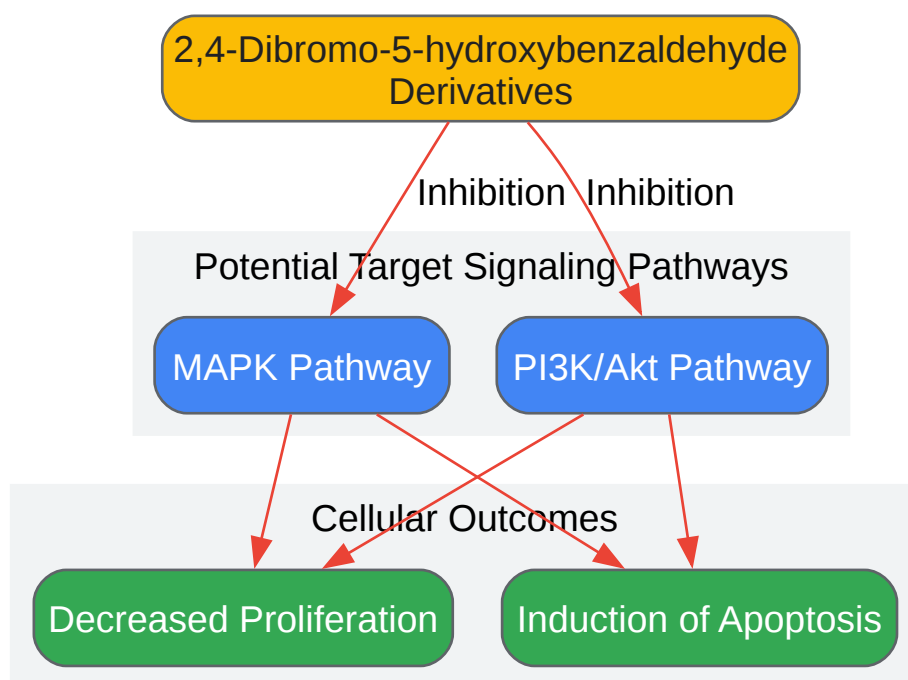 2,4-Dibromo-5-hydroxybenzaldehyde
Derivatives
Inhibition Inhibition
Potential Target Signaling Pathways
MAPK Pathway
PI3K/Akt Pathway
Cellular Outcomes
Decreased Proliferation
Induction of Apoptosis